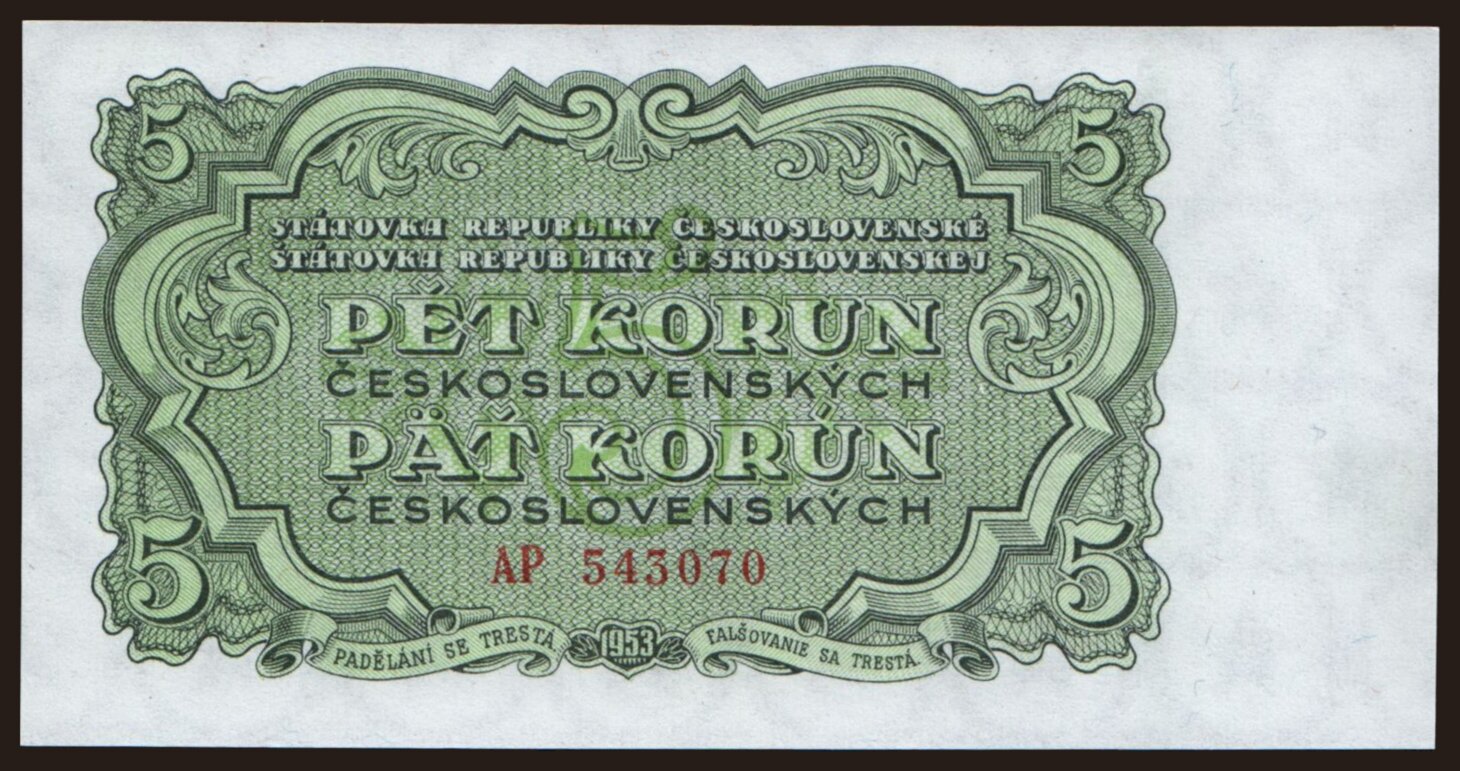 5 5
STÁTOVKA REPUBLIKY ČESKOSLOVENSKÉ
ŠTÁTOVKA REPUBLIKY ČESKOSLOVENSKEJ
PĚT KORUN
ČESKOSLOVENSKÝCH
PÄŤ KORÚN
ČESKOSLOVENSKÝCH
5 5
AP 543070
PADĚLÁNÍ SE TRESTÁ. 1953 FALŠOVANIE SA TRESTÁ.